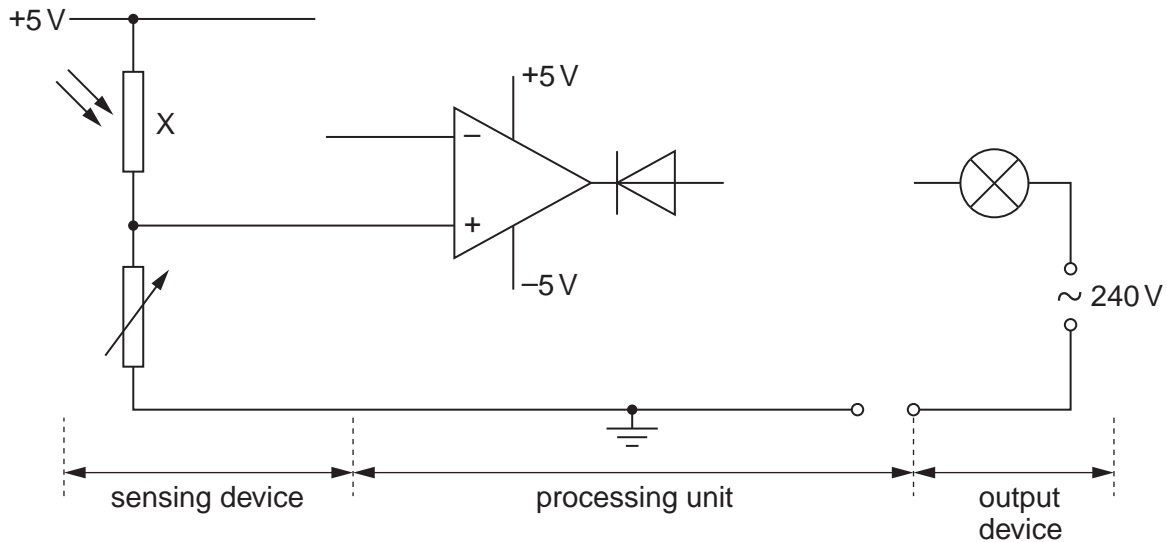 +5 V
X
+5 V
–
+
–5 V
~ 240 V
sensing device
processing unit
output
device